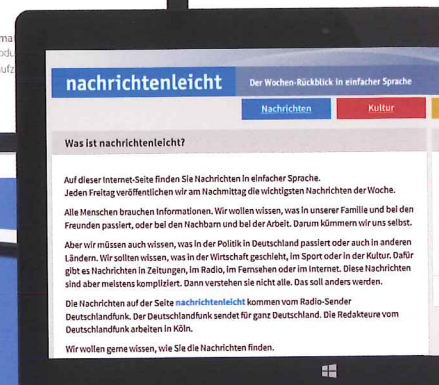 nachrichtenleicht
Der Wochen-Rückblick in einfacher Sprache
Nachrichten
Kultur
Was ist nachrichtenleicht?
Auf dieser Internet-Seite finden Sie Nachrichten in einfacher Sprache.
Jeden Freitag veröffentlichen wir am Nachmittag die wichtigsten Nachrichten der Woche.
Alle Menschen brauchen Informationen. Wir wollen wissen, was in unserer Familie und bei den
Freunden passiert, oder bei den Nachbarn und bei der Arbeit. Darum kümmern wir uns selbst.
Aber wir müssen auch wissen, was in der Politik in Deutschland passiert oder auch in anderen
Ländern. Wir sollten wissen, was in der Wirtschaft geschieht, im Sport oder in der Kultur. Dafür
gibt es Nachrichten in Zeitungen, im Radio, im Fernsehen oder im Internet. Diese Nachrichten
sind aber meistens kompliziert. Dann verstehen sie nicht alle. Das soll anders werden.
Die Nachrichten auf der Seite nachrichtenleicht kommen vom Radio-Sender
Deutschlandfunk. Der Deutschlandfunk sendet für ganz Deutschland. Die Redakteure vom
Deutschlandfunk arbeiten in Köln.
Wir wollen gerne wissen, wie Sie die Nachrichten finden.